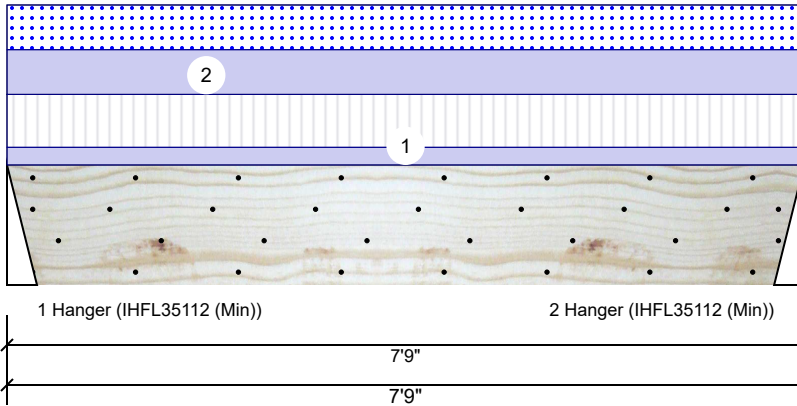 2
1
1 Hanger (IHFL35112 (Min)) 2 Hanger (IHFL35112 (Min))
7'9"
7'9"